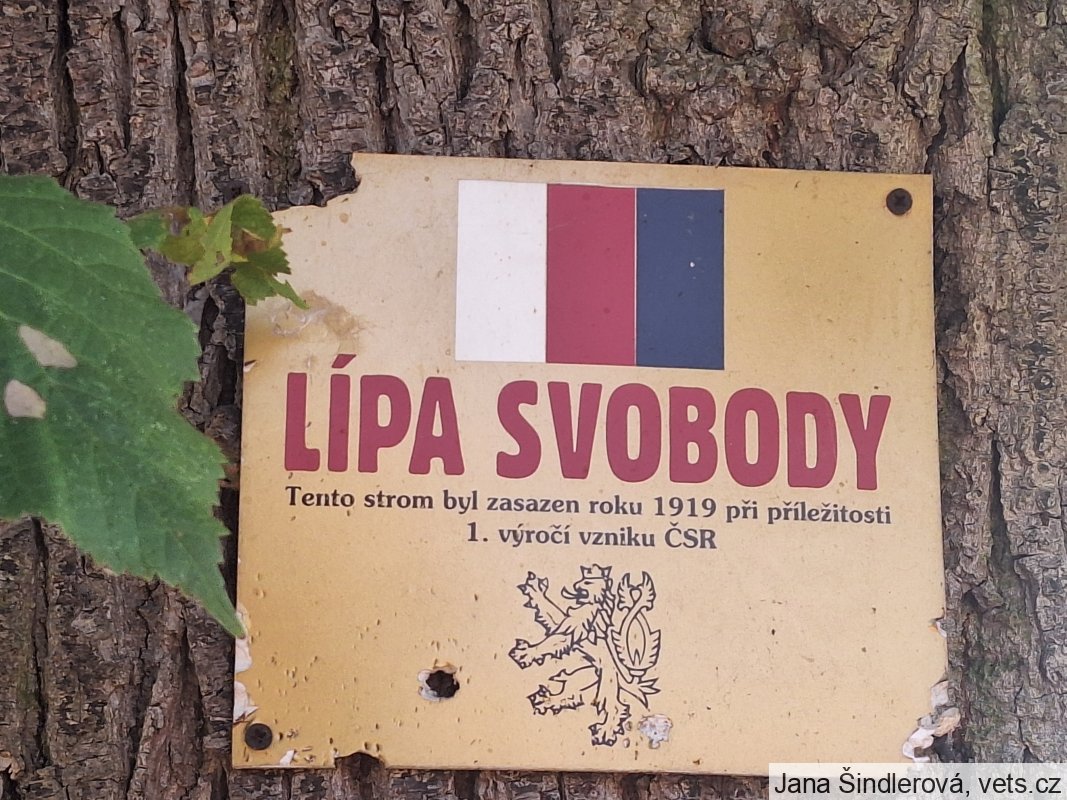 LÍPA SVOBODY
Tento strom byl zasazen roku 1919 při příležitosti
1. výročí vzniku ČSR
Jana Šindlerová, vets.cz